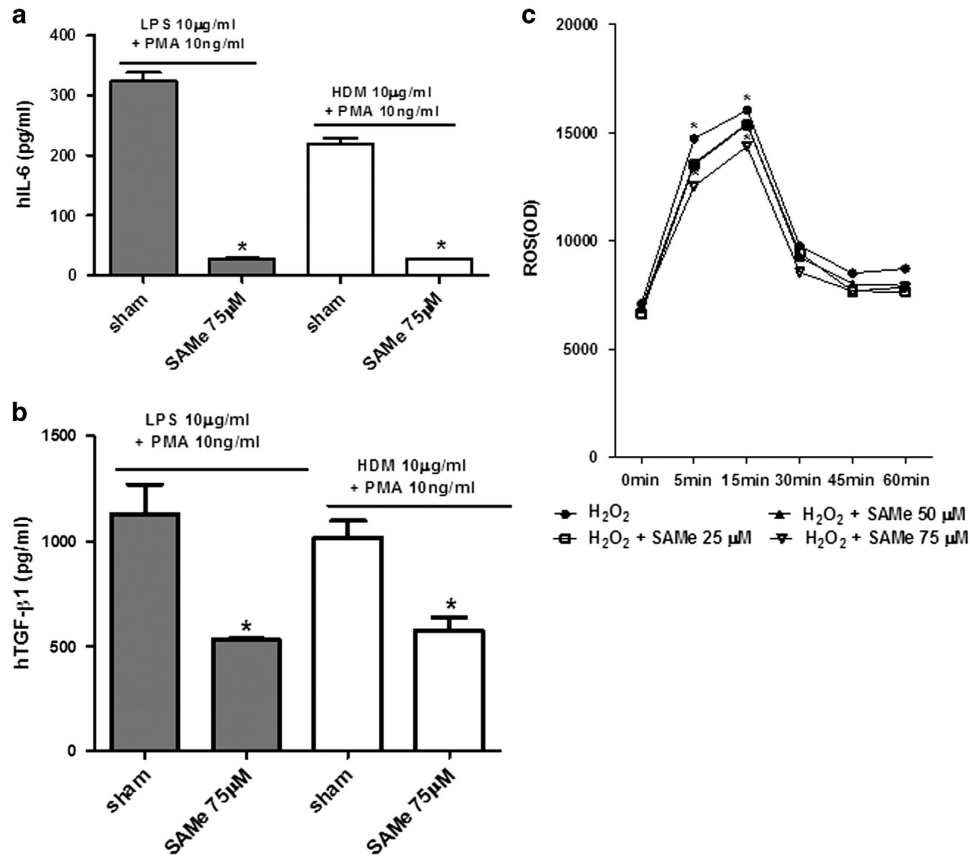 a
LPS 10µg/ml
+ PMA 10ng/ml
HDM 10µg/ml
+ PMA 10ng/ml
hIL-6 (pg/ml)
400
300
200
100
0
*
*
sham
SAMe 75µM
sham
SAMe 75µM
b
LPS 10µg/ml
+ PMA 10ng/ml
HDM 10µg/ml
+ PMA 10ng/ml
hTGF-β1 (pg/ml)
1500
1000
500
0
*
*
sham
SAMe 75µM
sham
SAMe 75µM
c
ROS(OD)
20000
15000
10000
5000
0
*
*
*
*
0min 5min 15min 30min 45min 60min
H₂O₂
H₂O₂ + SAMe 50 µM
H₂O₂ + SAMe 25 µM
H₂O₂ + SAMe 75 µM